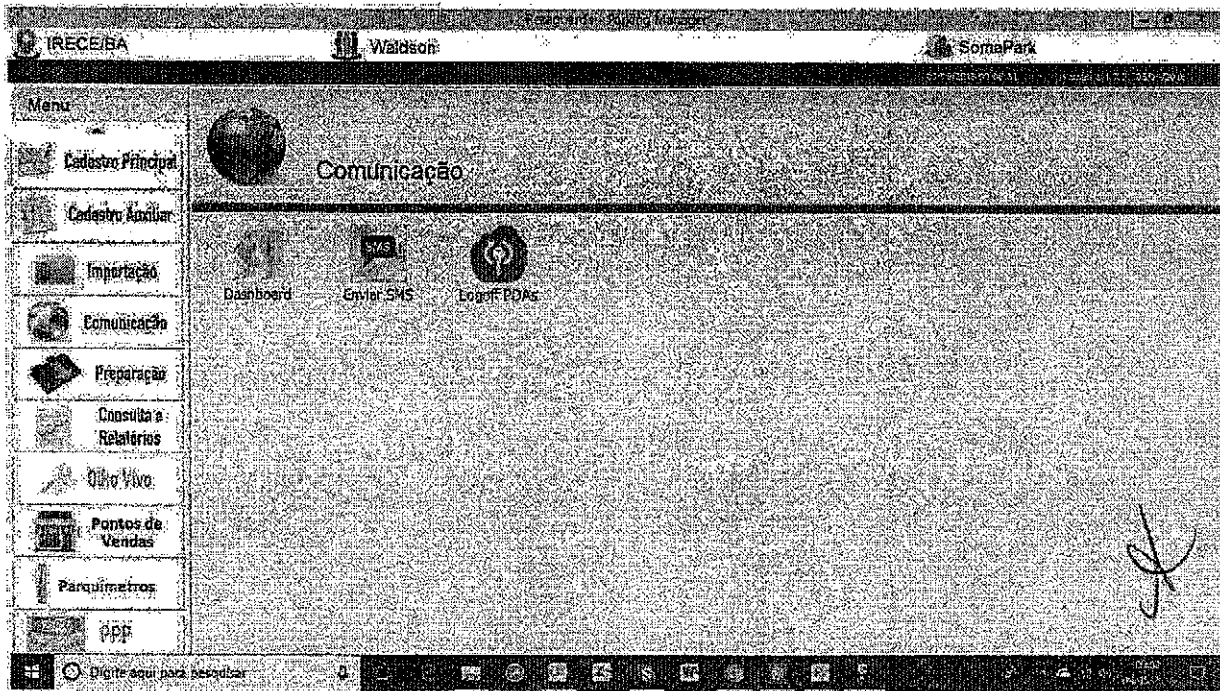 IRECE/BA
Waldson
SomaPark
Menu
Cadastro Principal
Comunicação
Cadastro Auxiliar
SMS
Importação
Dashboard
Enviar SMS
Logoff PDAs
Comunicação
Preparação
Consulta e
Relatórios
Olho Vivo
Pontos de
Vendas
Parquímetros
PPP
Digite aqui para pesquisar